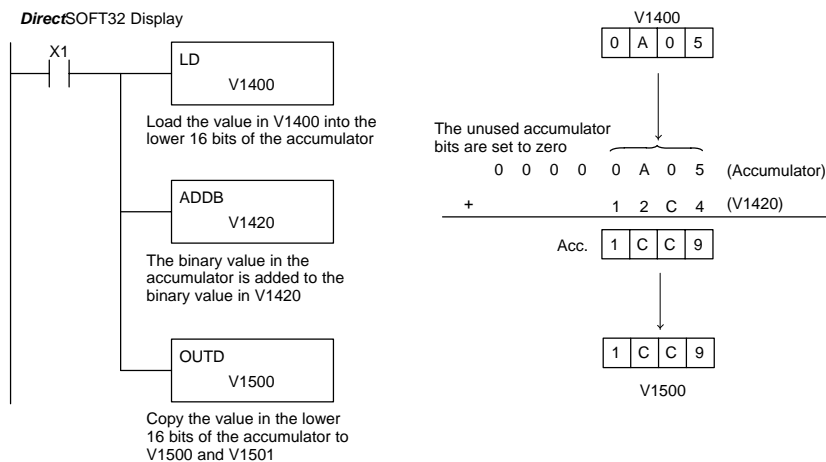 DirectSOFT32 Display
X1
LD
V1400
Load the value in V1400 into the
lower 16 bits of the accumulator
ADDB
V1420
The binary value in the
accumulator is added to the
binary value in V1420
OUTD
V1500
Copy the value in the lower
16 bits of the accumulator to
V1500 and V1501
V1400
0 A 0 5
The unused accumulator
bits are set to zero
0 0 0 0 0 A 0 5 (Accumulator)
+ 1 2 C 4 (V1420)
Acc. 1 C C 9
1 C C 9
V1500